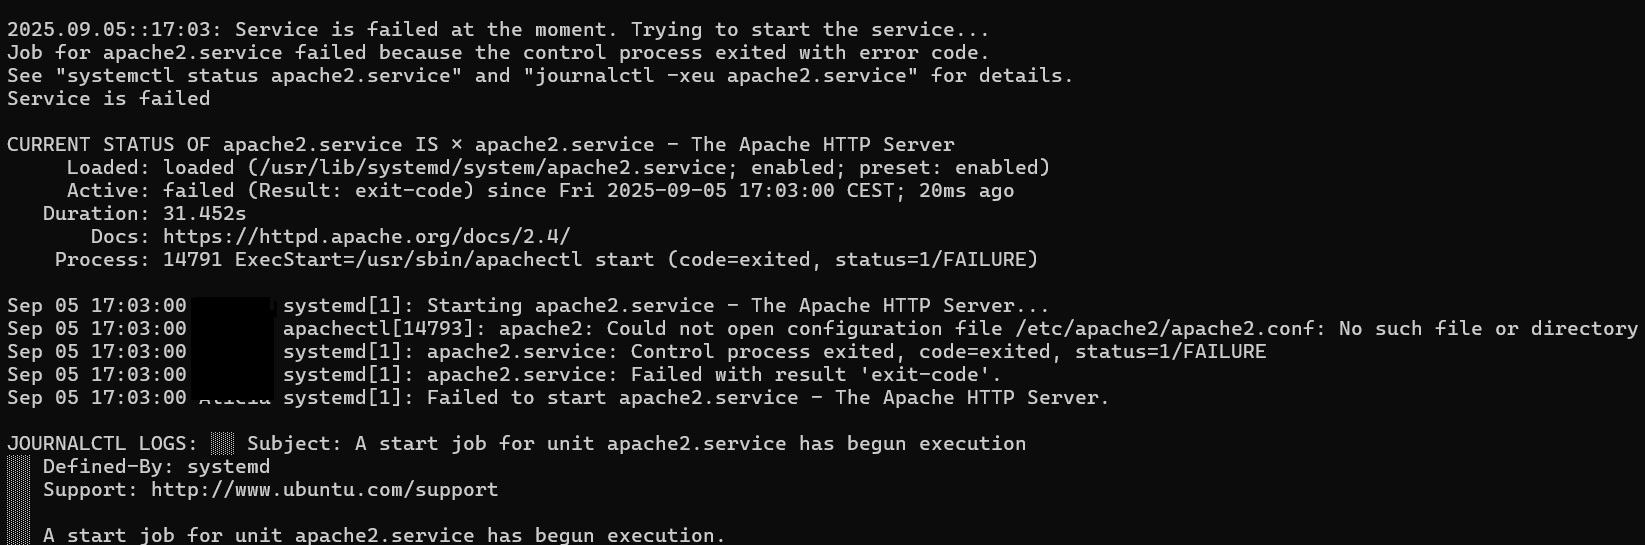 2025.09.05::17:03: Service is failed at the moment. Trying to start the service...
Job for apache2.service failed because the control process exited with error code.
See "systemctl status apache2.service" and "journalctl -xeu apache2.service" for details.
Service is failed
CURRENT STATUS OF apache2.service IS × apache2.service - The Apache HTTP Server
Loaded: loaded (/usr/lib/systemd/system/apache2.service; enabled; preset: enabled)
Active: failed (Result: exit-code) since Fri 2025-09-05 17:03:00 CEST; 20ms ago
Duration: 31.452s
Docs: https://httpd.apache.org/docs/2.4/
Process: 14791 ExecStart=/usr/sbin/apachectl start (code=exited, status=1/FAILURE)
Sep 05 17:03:00 systemd[1]: Starting apache2.service - The Apache HTTP Server...
Sep 05 17:03:00 apachectl[14793]: apache2: Could not open configuration file /etc/apache2/apache2.conf: No such file or directory
Sep 05 17:03:00 systemd[1]: apache2.service: Control process exited, code=exited, status=1/FAILURE
Sep 05 17:03:00 systemd[1]: apache2.service: Failed with result 'exit-code'.
Sep 05 17:03:00 systemd[1]: Failed to start apache2.service - The Apache HTTP Server.
JOURNALCTL LOGS: ░░ Subject: A start job for unit apache2.service has begun execution
░░ Defined-By: systemd
░░ Support: http://www.ubuntu.com/support
░░
░░ A start job for unit apache2.service has begun execution.